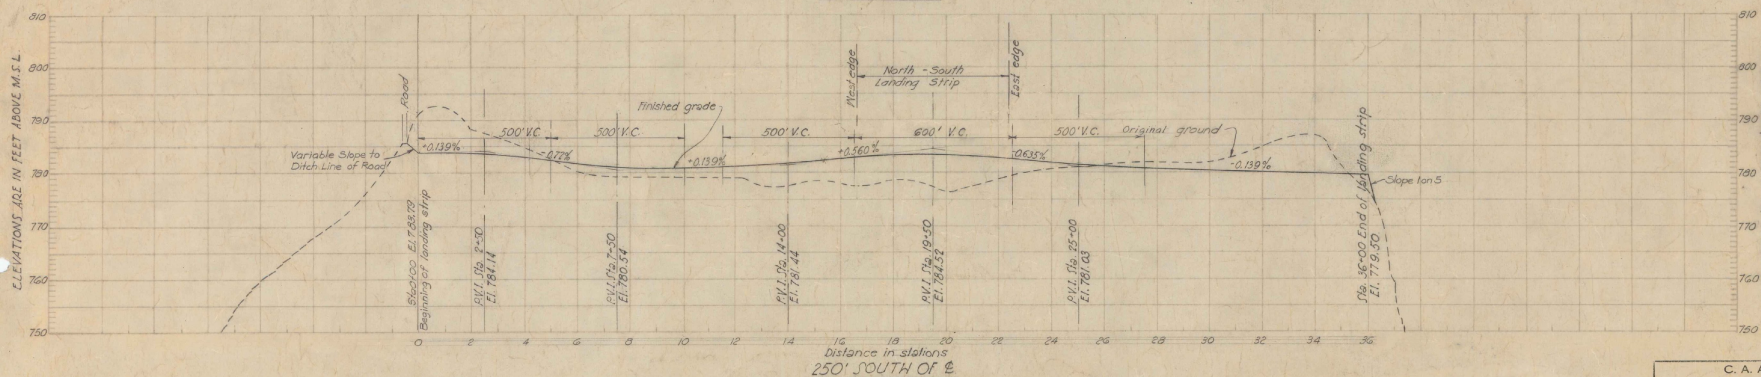 810
800
790
780
770
760
750
ELEVATIONS ARE IN FEET ABOVE M.S.L.
Road
West edge
North - South
Landing Strip
East edge
Finished grade
500' V.C.
500' V.C.
500' V.C.
600' V.C.
500' V.C.
Original ground
+0.139%
-0.72%
+0.139%
+0.560%
-0.635%
-0.139%
Variable Slope to
Ditch Line of Road
Slope 1 on 5
Sta. 0+00 El. 783.79
Beginning of landing strip
P.V.I. Sta. 2+50
El. 784.14
P.V.I. Sta. 7+50
El. 780.54
P.V.I. Sta. 14+00
El. 781.44
P.V.I. Sta. 19+50
El. 784.52
P.V.I. Sta. 25+00
El. 781.03
Sta. 36+00 End of landing strip
El. 779.50
810
800
790
780
770
760
750
0 2 4 6 8 10 12 14 16 18 20 22 24 26 28 30 32 34 36
Distance in stations
250' SOUTH OF ℄
C. A.